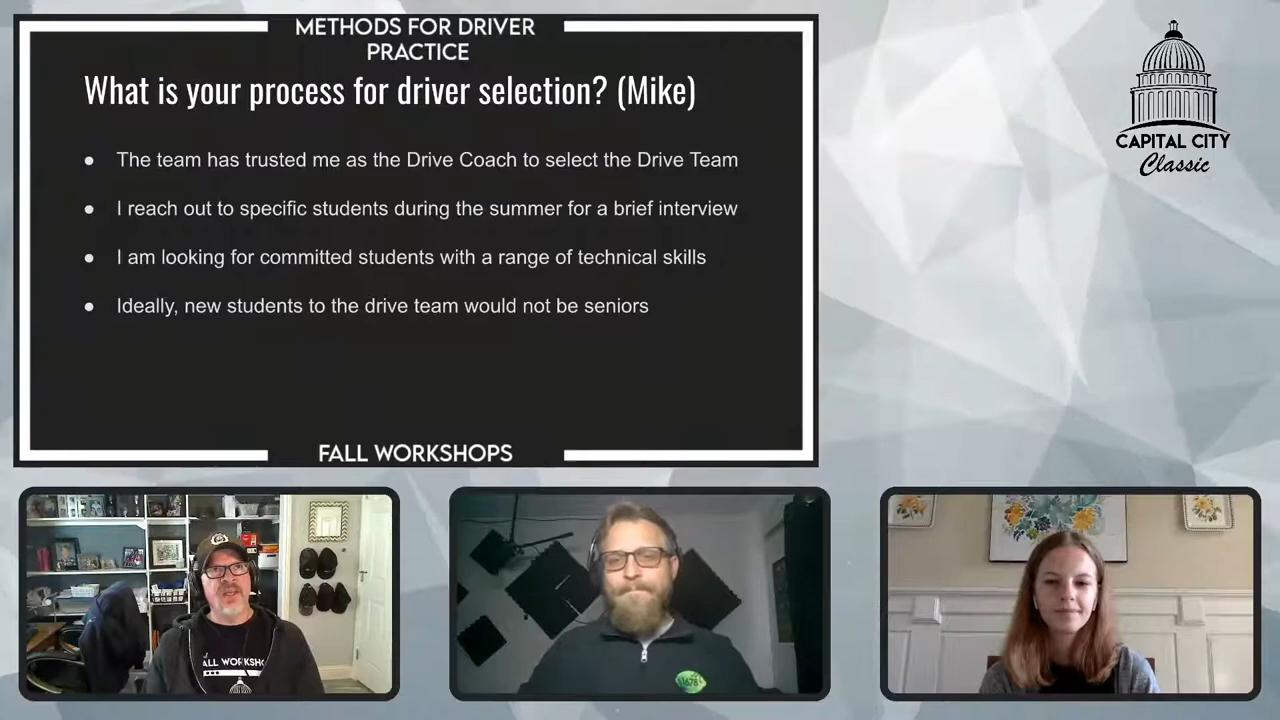 METHODS FOR DRIVER
PRACTICE
What is your process for driver selection? (Mike)
● The team has trusted me as the Drive Coach to select the Drive Team
● I reach out to specific students during the summer for a brief interview
● I am looking for committed students with a range of technical skills
● Ideally, new students to the drive team would not be seniors
FALL WORKSHOPS
CAPITAL CITY
Classic
1678